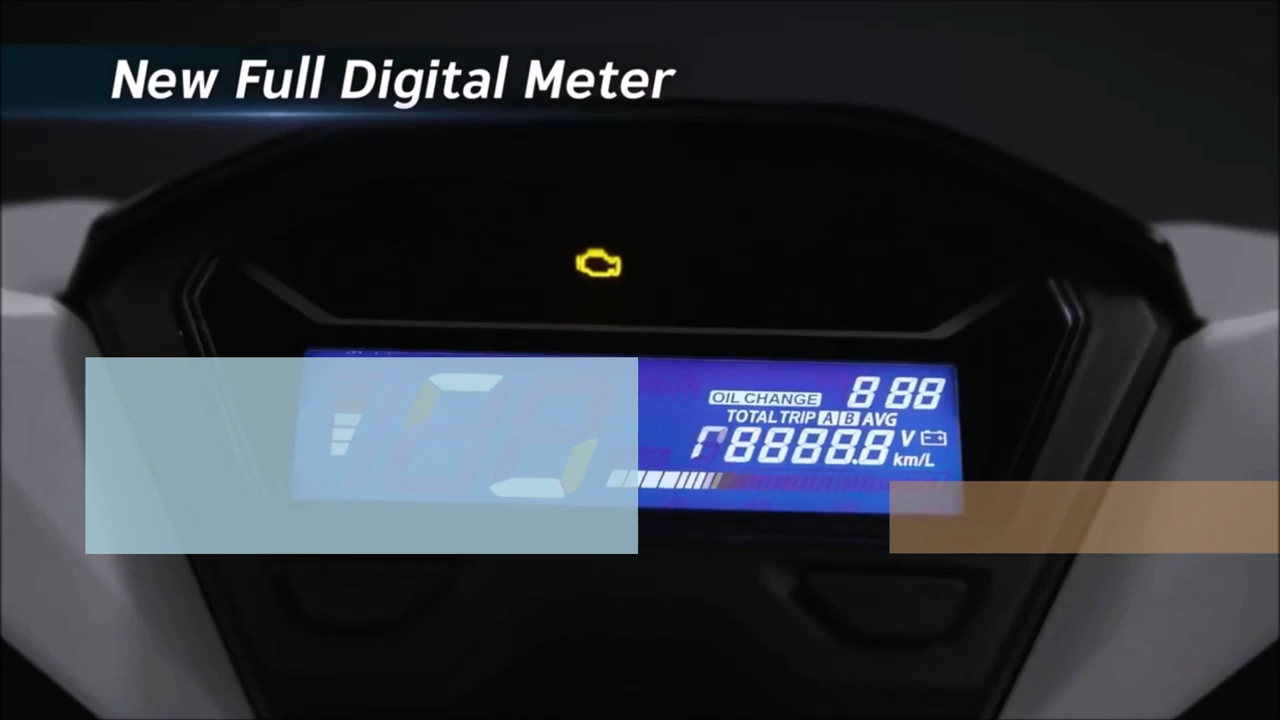 New Full Digital Meter
888
OIL CHANGE
TOTAL TRIP A B AVG
8888.8 V
km/L